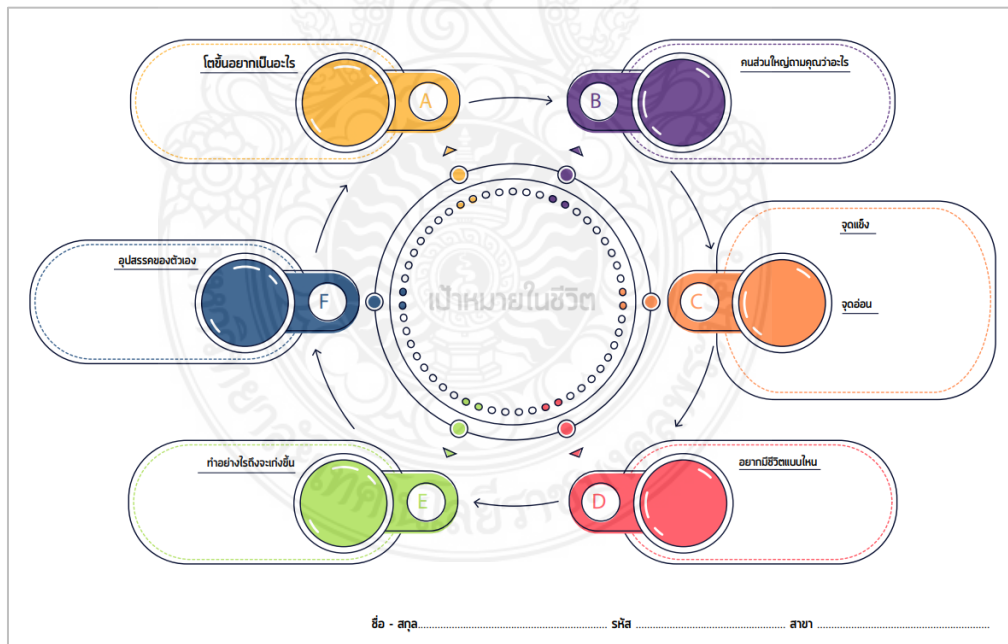 โตขึ้นอยากเป็นอะไร
A
คนส่วนใหญ่ถามคุณว่าอะไร
B
จุดแข็ง
จุดอ่อน
C
อยากมีชีวิตแบบไหน
D
ทำอย่างไรถึงจะเก่งขึ้น
E
อุปสรรคของตัวเอง
F
เป้าหมายในชีวิต
ชื่อ - สกุล.................................................. รหัส ........................................ สาขา ..............................................